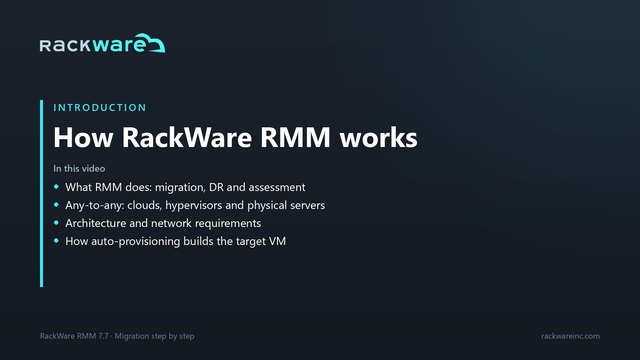 RackWare
INTRODUCTION
How RackWare RMM works
In this video
• What RMM does: migration, DR and assessment
• Any-to-any: clouds, hypervisors and physical servers
• Architecture and network requirements
• How auto-provisioning builds the target VM
RackWare RMM 7.7 · Migration step by step
rackwareinc.com